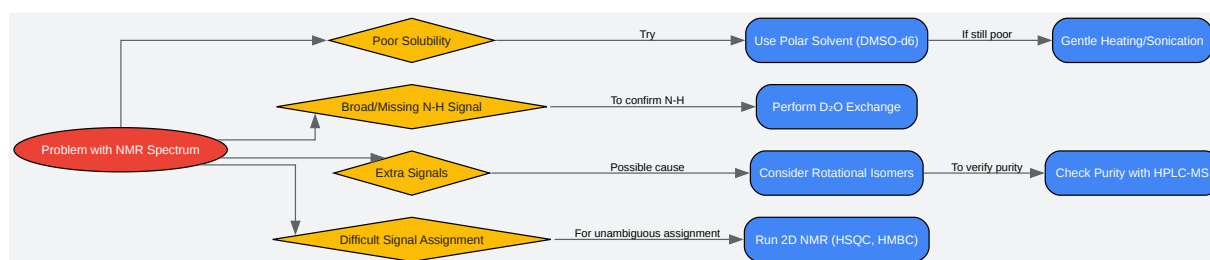 Poor Solubility
Try
Use Polar Solvent (DMSO-d6)
If still poor
Gentle Heating/Sonication
Broad/Missing N-H Signal
To confirm N-H
Perform D₂O Exchange
Problem with NMR Spectrum
Extra Signals
Possible cause
Consider Rotational Isomers
To verify purity
Check Purity with HPLC-MS
Difficult Signal Assignment
For unambiguous assignment
Run 2D NMR (HSQC, HMBC)